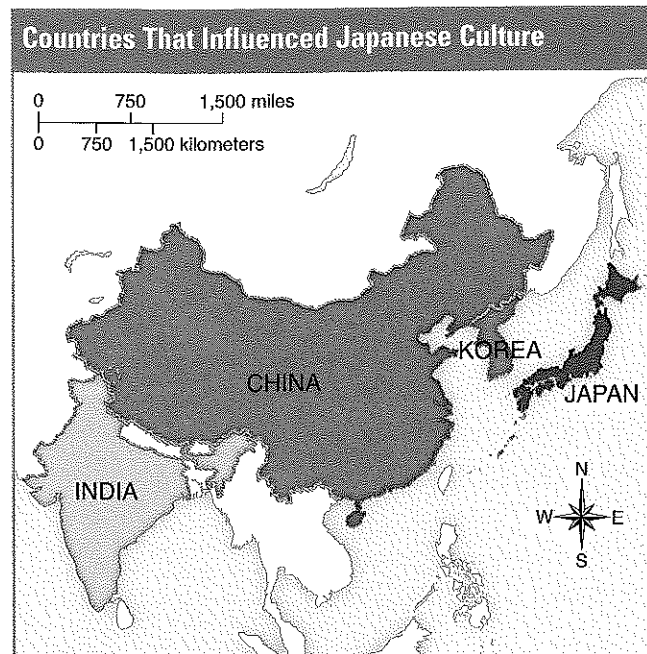 Countries That Influenced Japanese Culture
0 750 1,500 miles
0 750 1,500 kilometers
KOREA
CHINA
JAPAN
INDIA
N
W E
S